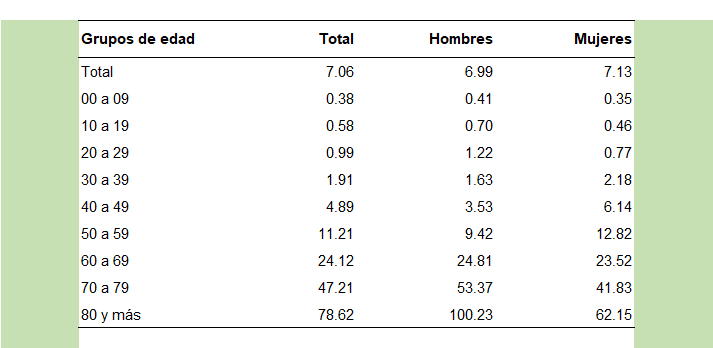 Grupos de edad Total Hombres Mujeres
Total 7.06 6.99 7.13
00 a 09 0.38 0.41 0.35
10 a 19 0.58 0.70 0.46
20 a 29 0.99 1.22 0.77
30 a 39 1.91 1.63 2.18
40 a 49 4.89 3.53 6.14
50 a 59 11.21 9.42 12.82
60 a 69 24.12 24.81 23.52
70 a 79 47.21 53.37 41.83
80 y más 78.62 100.23 62.15